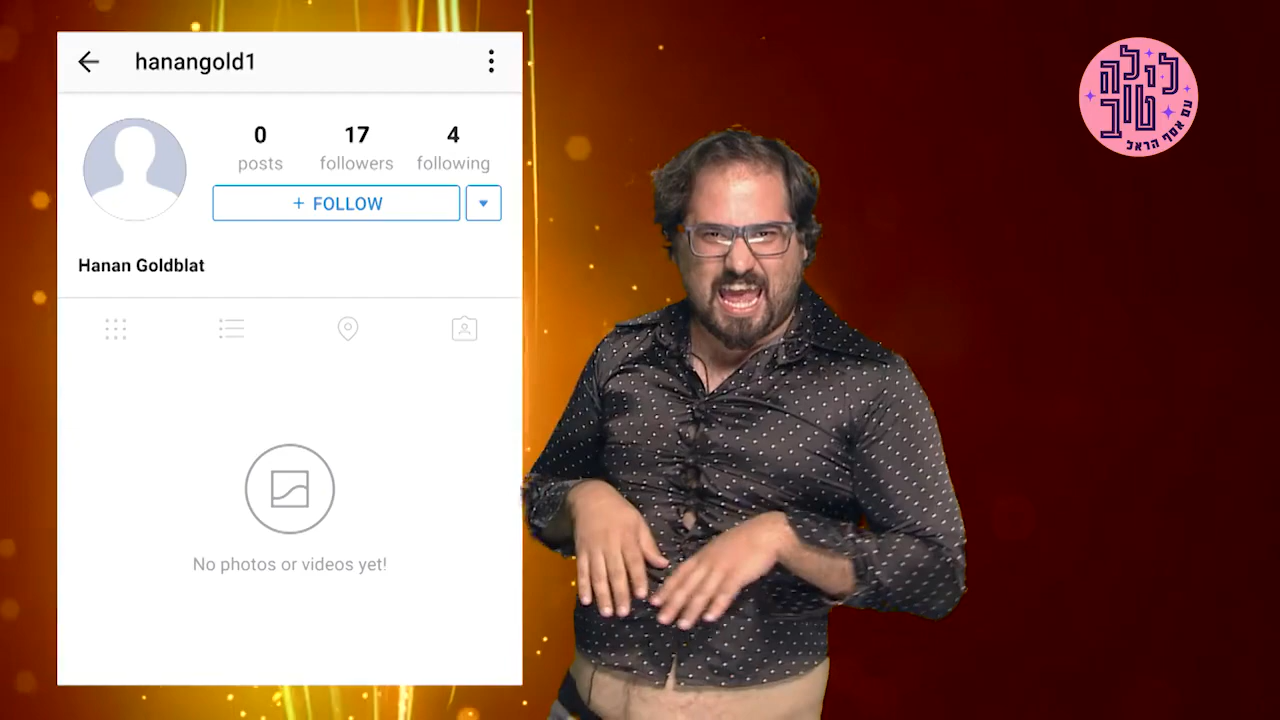 hanangold1
0 17 4
posts followers following
+ FOLLOW
Hanan Goldblat
No photos or videos yet!
לילה
טוב
עם אסף הראל